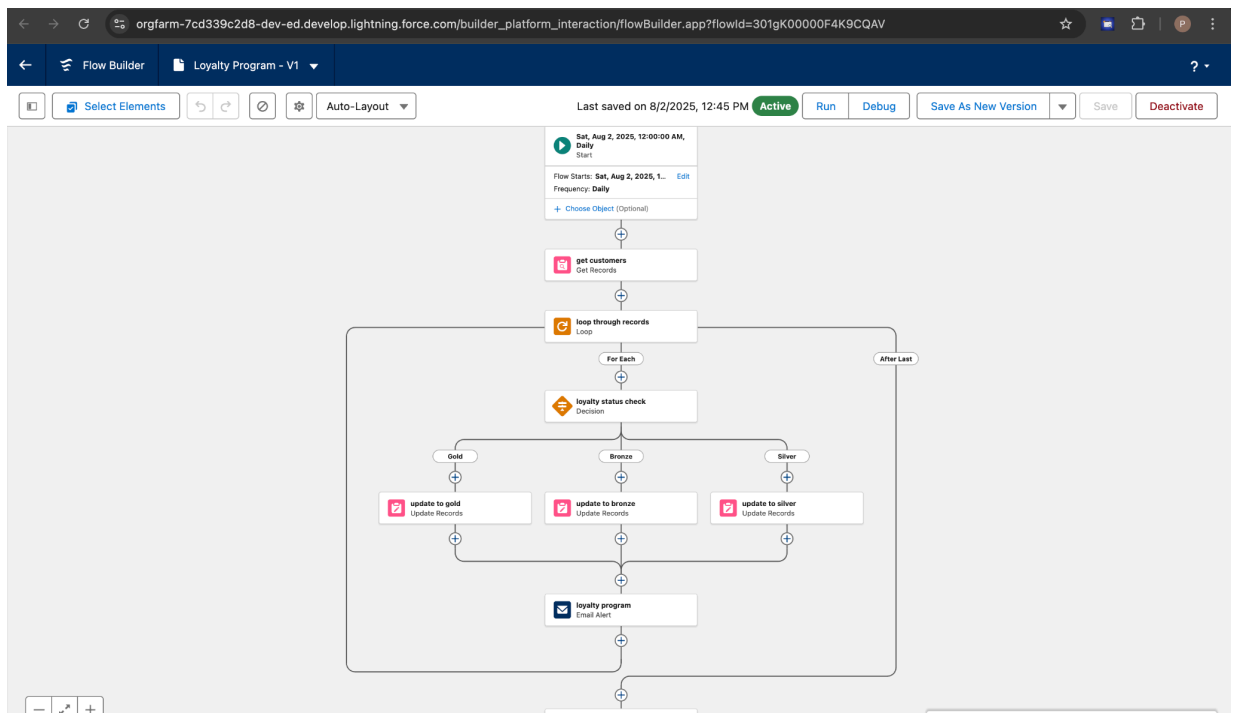 orgfarm-7cd339c2d8-dev-ed.develop.lightning.force.com/builder_platform_interaction/flowBuilder.app?flowId=301gK00000F4K9CQAV
P
Flow Builder
Loyalty Program - V1
?
Select Elements
Auto-Layout
Last saved on 8/2/2025, 12:45 PM
Active
Run
Debug
Save As New Version
Save
Deactivate
Sat, Aug 2, 2025, 12:00:00 AM,
Daily
Start
Flow Starts: Sat, Aug 2, 2025, 1... Edit
Frequency: Daily
+ Choose Object (Optional)
get customers
Get Records
loop through records
Loop
For Each
After Last
loyalty status check
Decision
Gold
Bronze
Silver
update to gold
Update Records
update to bronze
Update Records
update to silver
Update Records
loyalty program
Email Alert